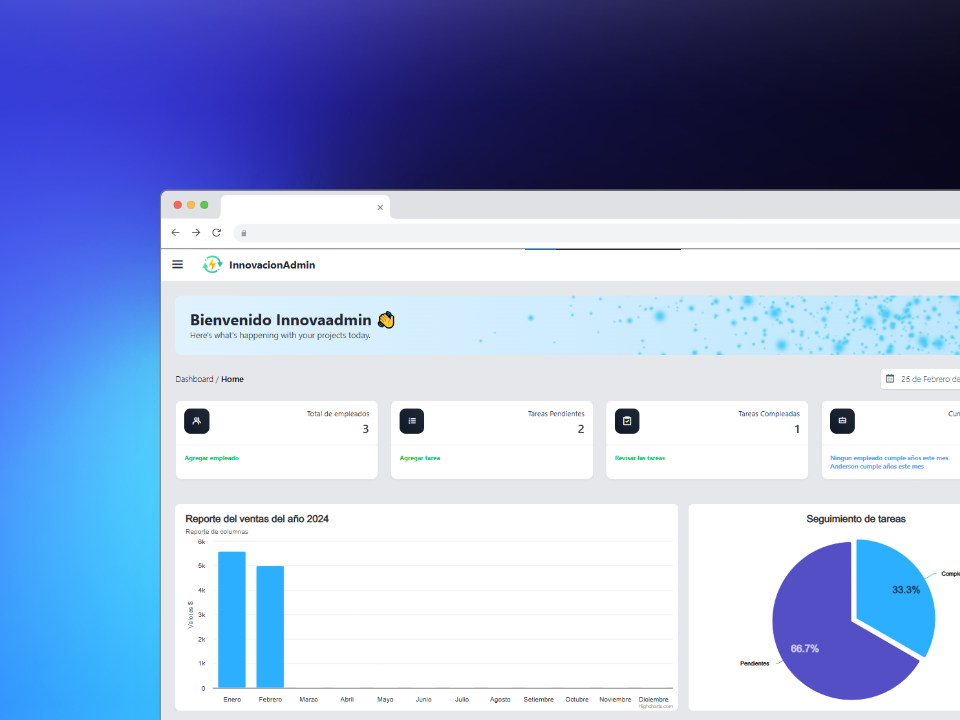 InnovacionAdmin
Bienvenido Innovaadmin
Here's what's happening with your projects today.
Dashboard / Home
26 de Febrero de
Total de empleados
3
Agregar empleado
Tareas Pendientes
2
Agregar tarea
Tareas Compleadas
1
Revisar las tareas
Ningun empleado cumple años este mes
Anderson cumple años este mes
Reporte del ventas del año 2024
Reporte de columnas
Valores $
6k
5k
4k
3k
2k
1k
0
Enero Febrero Marzo Abril Mayo Junio Julio Agosto Setiembre Octubre Noviembre Diciembre
Highcharts.com
Seguimiento de tareas
33.3%
66.7%
Pendientes